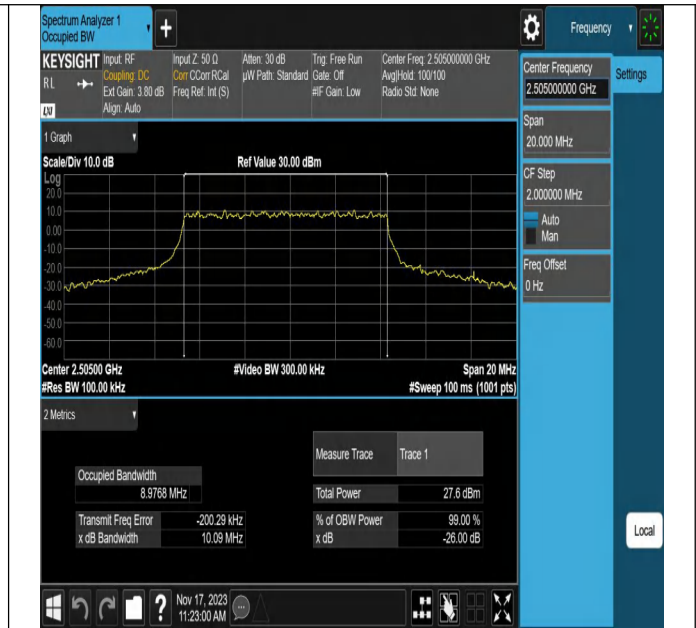 Spectrum Analyzer 1
Occupied BW
+
Frequency
KEYSIGHT
RL
LXI
Input: RF
Coupling: DC
Ext Gain: 3.80 dB
Align: Auto
Input Z: 50 Ω
Corr CCorr RCal
Freq Ref: Int (S)
Atten: 30 dB
µW Path: Standard
Trig: Free Run
Gate: Off
#IF Gain: Low
Center Freq: 2.505000000 GHz
Avg|Hold: 100/100
Radio Std: None
Center Frequency
2.505000000 GHz
Settings
Span
20.000 MHz
CF Step
2.000000 MHz
Auto
Man
Freq Offset
0 Hz
Local
1 Graph
Scale/Div 10.0 dB
Ref Value 30.00 dBm
Log
20.0
10.0
0.00
-10.0
-20.0
-30.0
-40.0
-50.0
-60.0
Center 2.50500 GHz
#Video BW 300.00 kHz
Span 20 MHz
#Res BW 100.00 kHz
#Sweep 100 ms (1001 pts)
2 Metrics
Measure Trace
Trace 1
Occupied Bandwidth
8.9768 MHz
Total Power
27.6 dBm
Transmit Freq Error
-200.29 kHz
% of OBW Power
99.00 %
x dB Bandwidth
10.09 MHz
x dB
-26.00 dB
?
Nov 17, 2023
11:23:00 AM